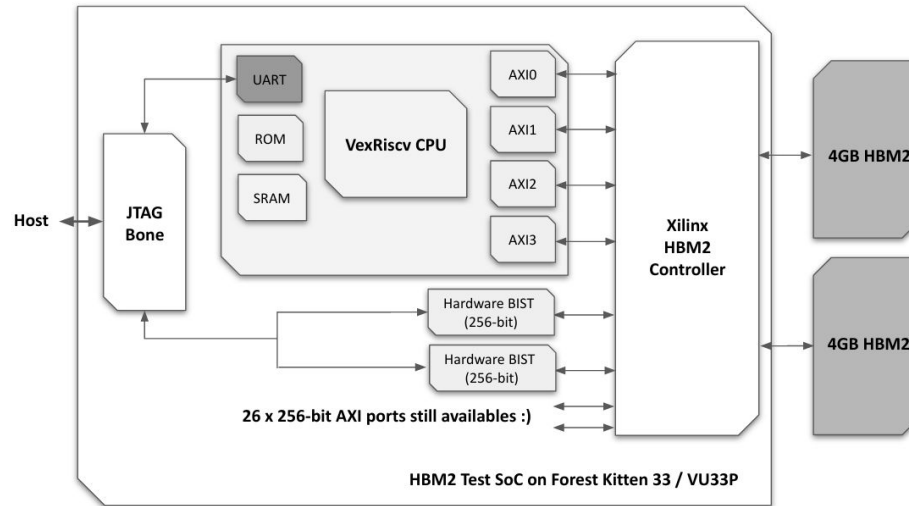 UART
ROM
SRAM
VexRiscv CPU
AXI0
AXI1
AXI2
AXI3
Host
JTAG
Bone
Xilinx
HBM2
Controller
4GB HBM2
4GB HBM2
Hardware BIST
(256-bit)
Hardware BIST
(256-bit)
26 x 256-bit AXI ports still availables :)
HBM2 Test SoC on Forest Kitten 33 / VU33P